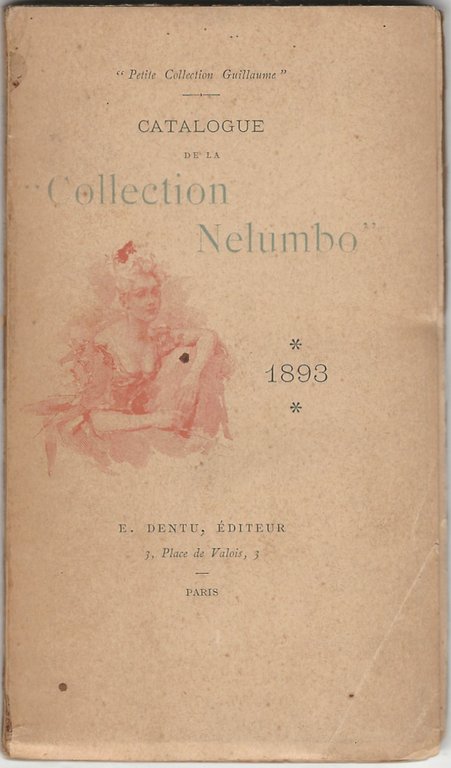 “ Petite Collection Guillaume ”
CATALOGUE
DE LA
“Collection
Nelumbo”
*
1893
*
E. DENTU, ÉDITEUR
3, Place de Valois, 3
PARIS